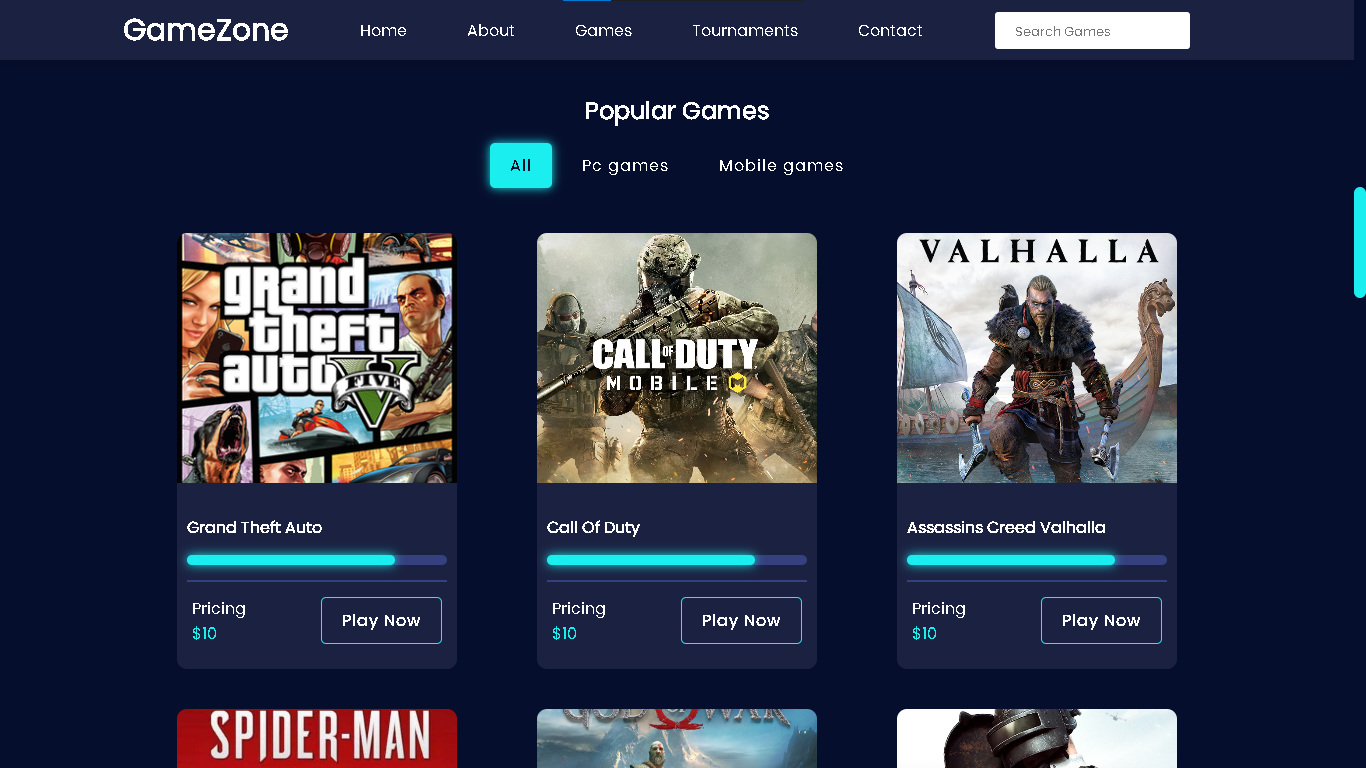 GameZone
Home
About
Games
Tournaments
Contact
Search Games
Popular Games
All
Pc games
Mobile games
grand
theft
auto
FIVE
CALL OF DUTY
MOBILE
VALHALLA
Grand Theft Auto
Call Of Duty
Assassins Creed Valhalla
Pricing
$10
Play Now
Pricing
$10
Play Now
Pricing
$10
Play Now
SPIDER-MAN